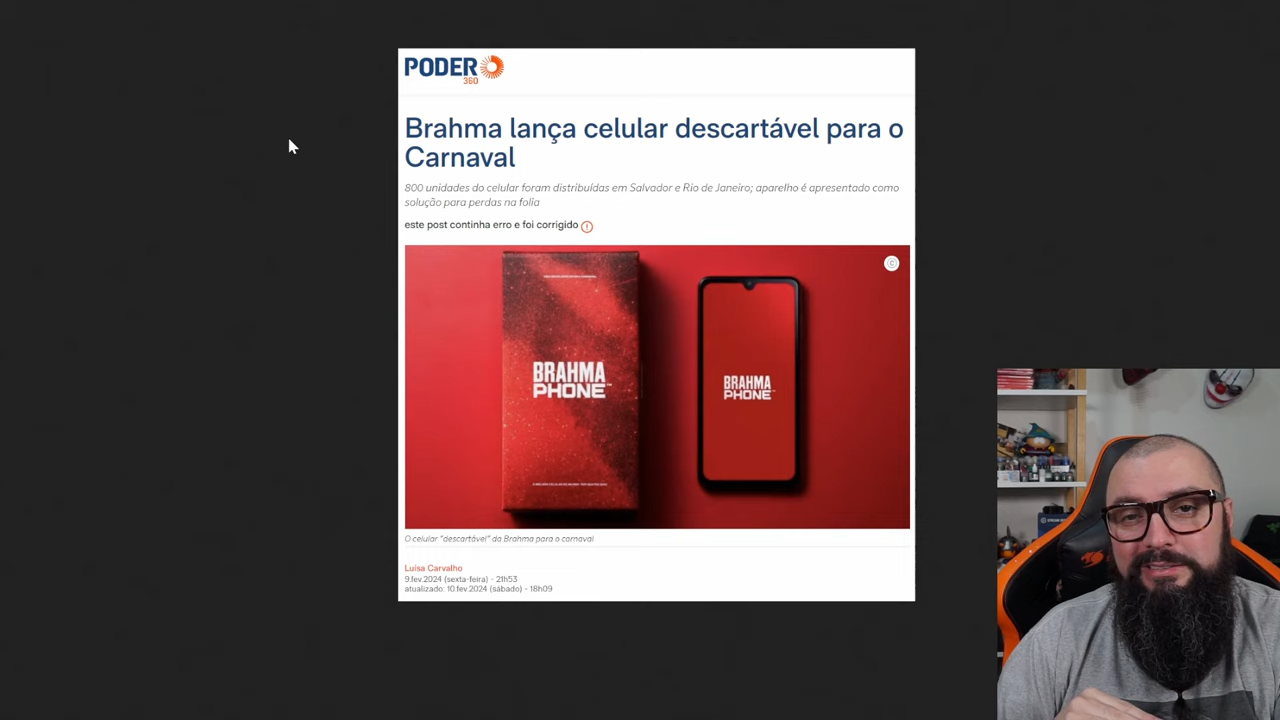 PODER
360
Brahma lança celular descartável para o
Carnaval
800 unidades do celular foram distribuídas em Salvador e Rio de Janeiro; aparelho é apresentado como
solução para perdas na folia
este post continha erro e foi corrigido
BRAHMA
PHONE™
BRAHMA
PHONE™
O celular "descartável" da Brahma para o carnaval
Luísa Carvalho
9.fev.2024 (sexta-feira) - 21h53
atualizado: 10.fev.2024 (sábado) - 18h09